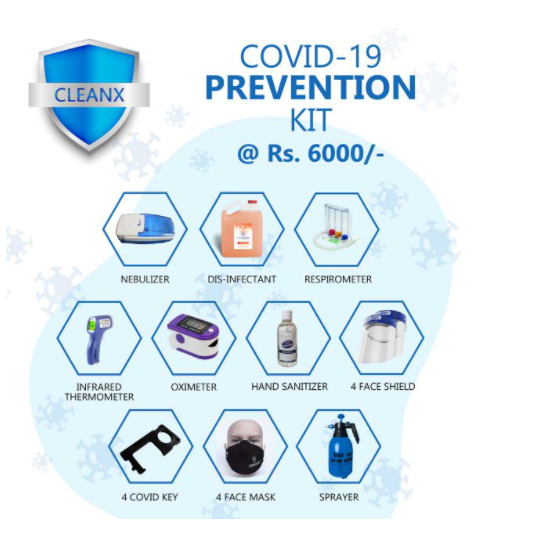 CLEANX
COVID-19
PREVENTION
KIT
@ Rs. 6000/-
NEBULIZER
DIS-INFECTANT
RESPIROMETER
INFRARED
THERMOMETER
OXIMETER
HAND SANITIZER
4 FACE SHIELD
4 COVID KEY
4 FACE MASK
SPRAYER